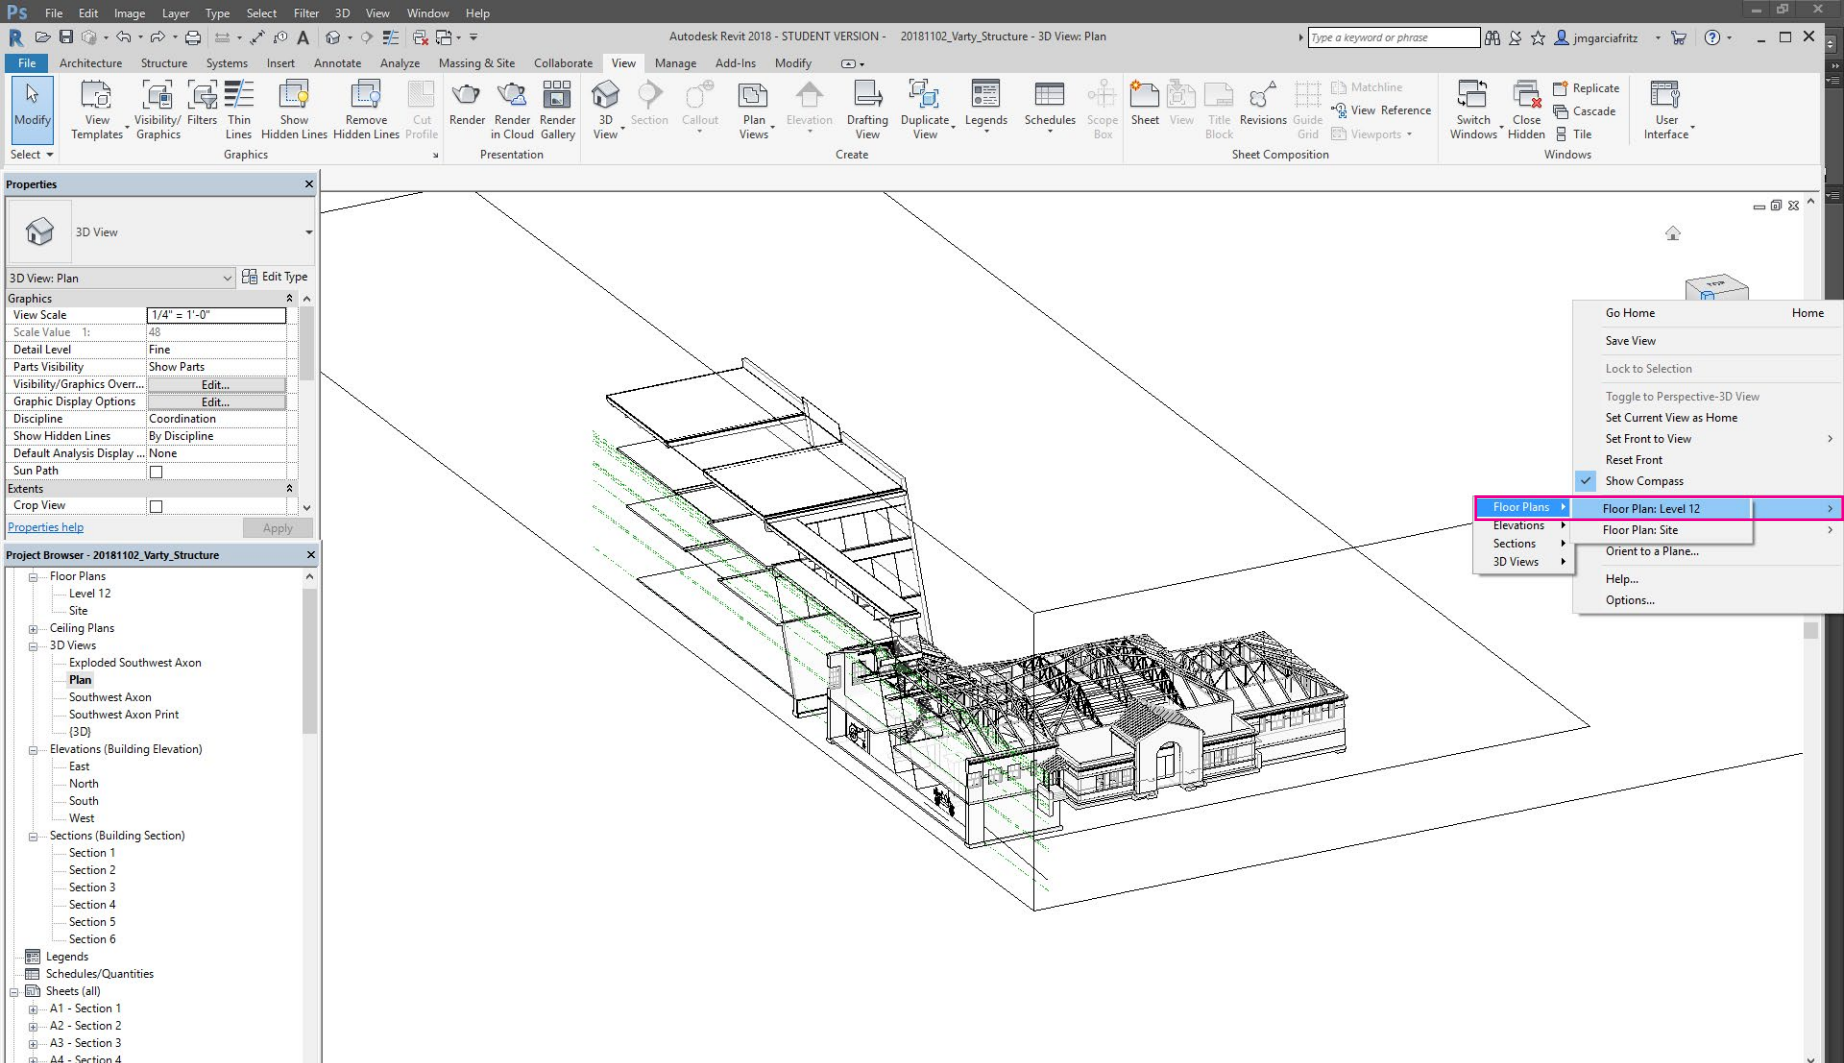 Ps File Edit Image Layer Type Select Filter 3D View Window Help
R A Autodesk Revit 2018 - STUDENT VERSION - 20181102_Varty_Structure - 3D View: Plan Type a keyword or phrase jmgarciafritz ?
File Architecture Structure Systems Insert Annotate Analyze Massing & Site Collaborate View Manage Add-Ins Modify
Modify
View Templates
Visibility/ Graphics
Filters
Thin Lines
Show Hidden Lines
Remove Hidden Lines
Cut Profile
Render
Render in Cloud
Render Gallery
3D View
Section
Callout
Plan Views
Elevation
Drafting View
Duplicate View
Legends
Schedules
Scope Box
Sheet
View
Title Block
Revisions
Guide Grid
Matchline
View Reference
Viewports
Switch Windows
Close Hidden
Replicate
Cascade
Tile
User Interface
Select Graphics Presentation Create Sheet Composition Windows
Properties
3D View
3D View: Plan Edit Type
Graphics
View Scale 1/4" = 1'-0"
Scale Value 1: 48
Detail Level Fine
Parts Visibility Show Parts
Visibility/Graphics Overr... Edit...
Graphic Display Options Edit...
Discipline Coordination
Show Hidden Lines By Discipline
Default Analysis Display ... None
Sun Path
Extents
Crop View
Properties help Apply
Project Browser - 20181102_Varty_Structure
Floor Plans
Level 12
Site
Ceiling Plans
3D Views
Exploded Southwest Axon
Plan
Southwest Axon
Southwest Axon Print
{3D}
Elevations (Building Elevation)
East
North
South
West
Sections (Building Section)
Section 1
Section 2
Section 3
Section 4
Section 5
Section 6
Legends
Schedules/Quantities
Sheets (all)
A1 - Section 1
A2 - Section 2
A3 - Section 3
A4 - Section 4
Go Home Home
Save View
Lock to Selection
Toggle to Perspective-3D View
Set Current View as Home
Set Front to View
Reset Front
Show Compass
Floor Plans
Elevations
Sections
3D Views
Floor Plan: Level 12
Floor Plan: Site
Orient to a Plane...
Help...
Options...